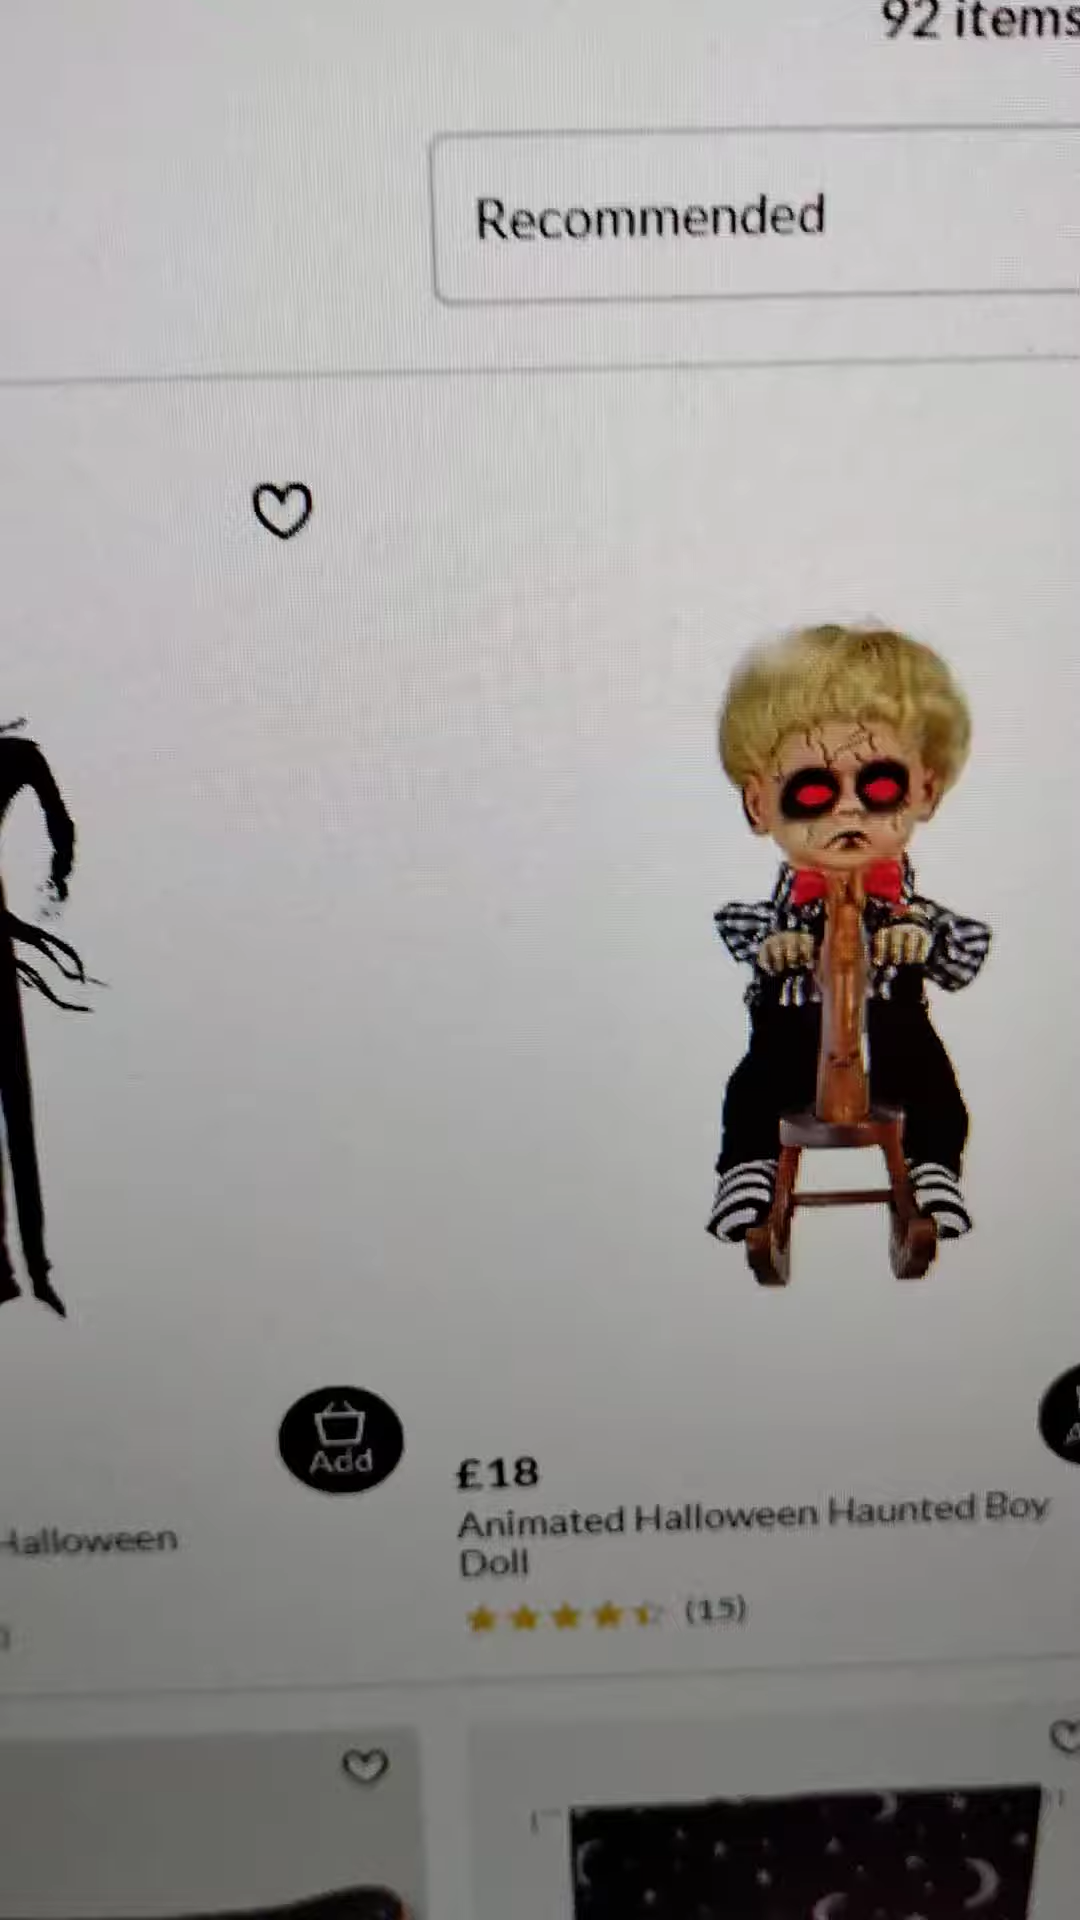 92 items
Recommended
Add
£18
Animated Halloween Haunted Boy
Doll
(15)
Halloween